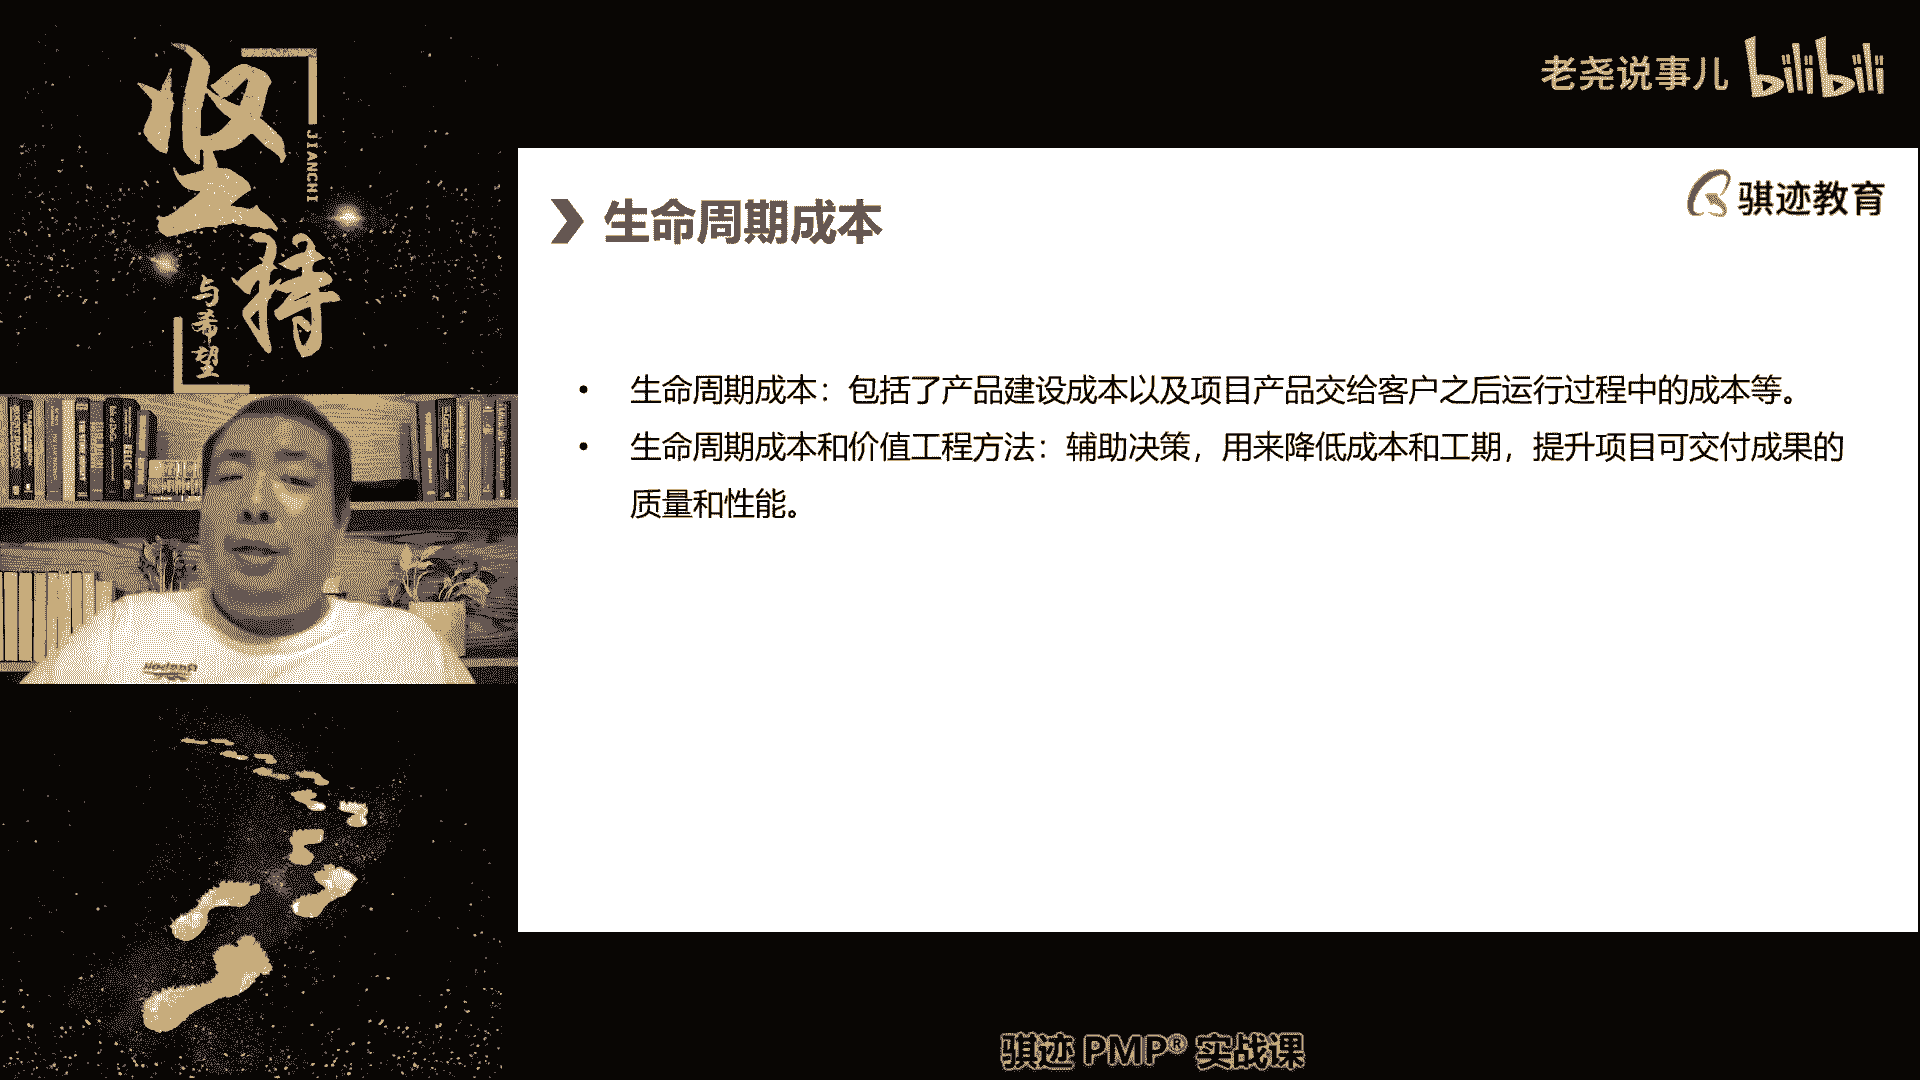 坚持
JIANCHI
与希望
老尧说事儿 bilibili
骐迹教育
生命周期成本
• 生命周期成本：包括了产品建设成本以及项目产品交给客户之后运行过程中的成本等。
• 生命周期成本和价值工程方法：辅助决策，用来降低成本和工期，提升项目可交付成果的
质量和性能。
骐迹 PMP® 实战课